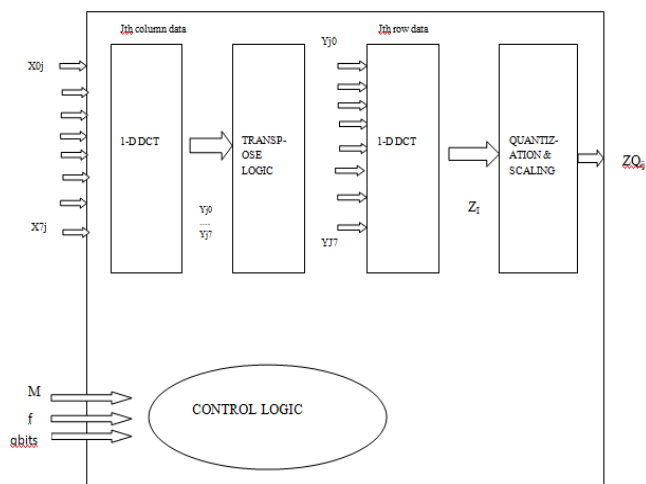 Jth column data
Jth row data
Yj0
X0j
1-D DCT
TRANSP-
OSE
LOGIC
1-D DCT
QUANTIZ-
ATION &
SCALING
ZQij
Yj0
....
Yj7
ZI
X7j
YJ7
M
f
qbits
CONTROL LOGIC